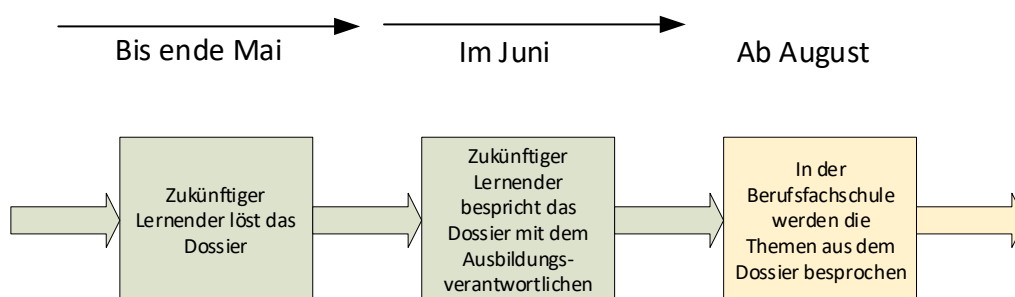 Bis ende Mai
Im Juni
Ab August
Zukünftiger
Lernender löst das
Dossier
Zukünftiger
Lernender
bespricht das
Dossier mit dem
Ausbildungs-
verantwortlichen
In der
Berufsfachschule
werden die
Themen aus dem
Dossier besprochen